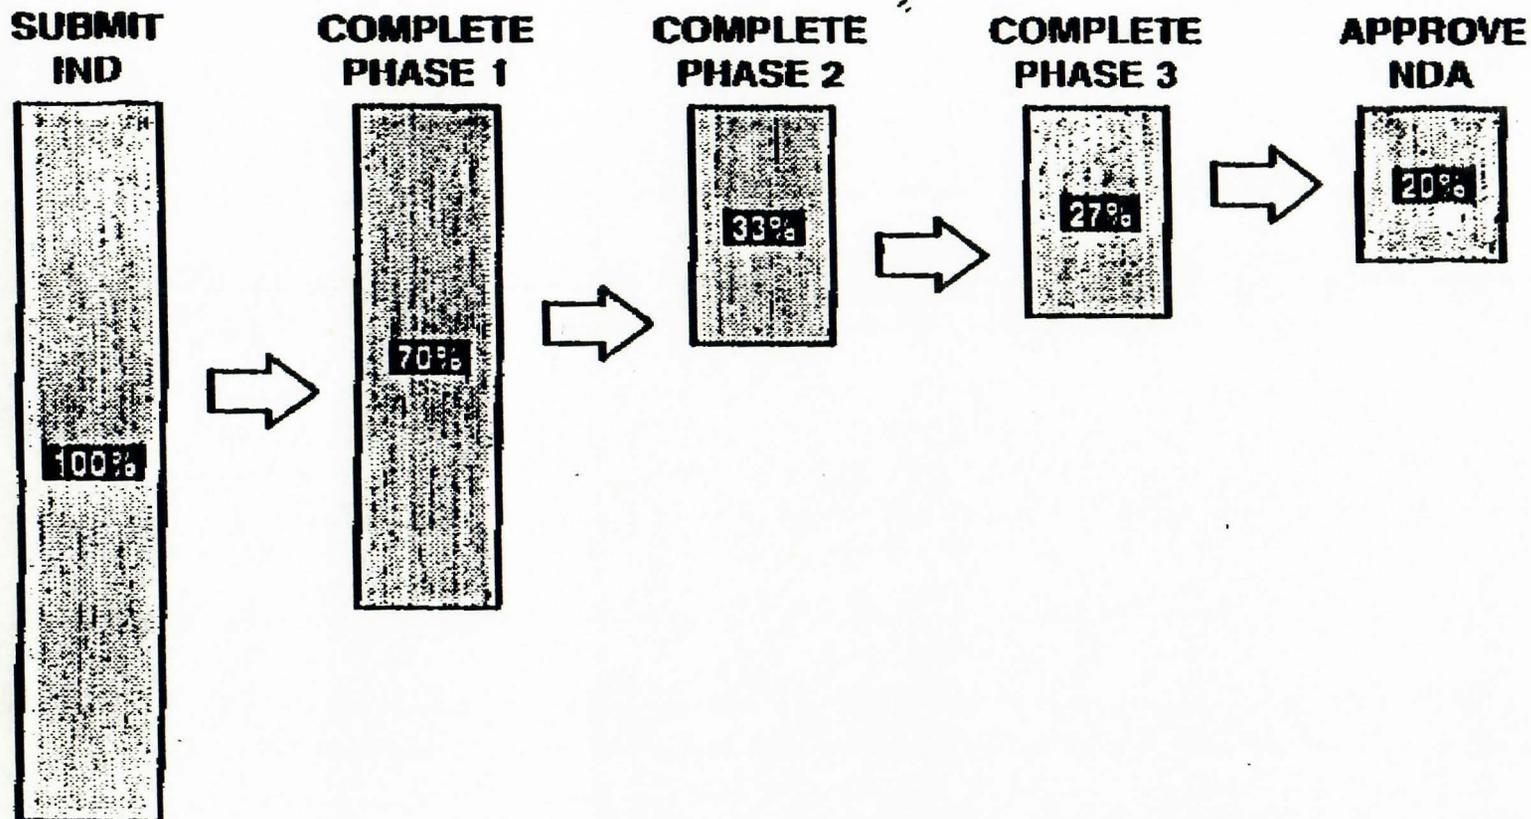 SUBMIT
IND
COMPLETE
PHASE 1
COMPLETE
PHASE 2
COMPLETE
PHASE 3
APPROVE
NDA
100%
70%
33%
27%
20%